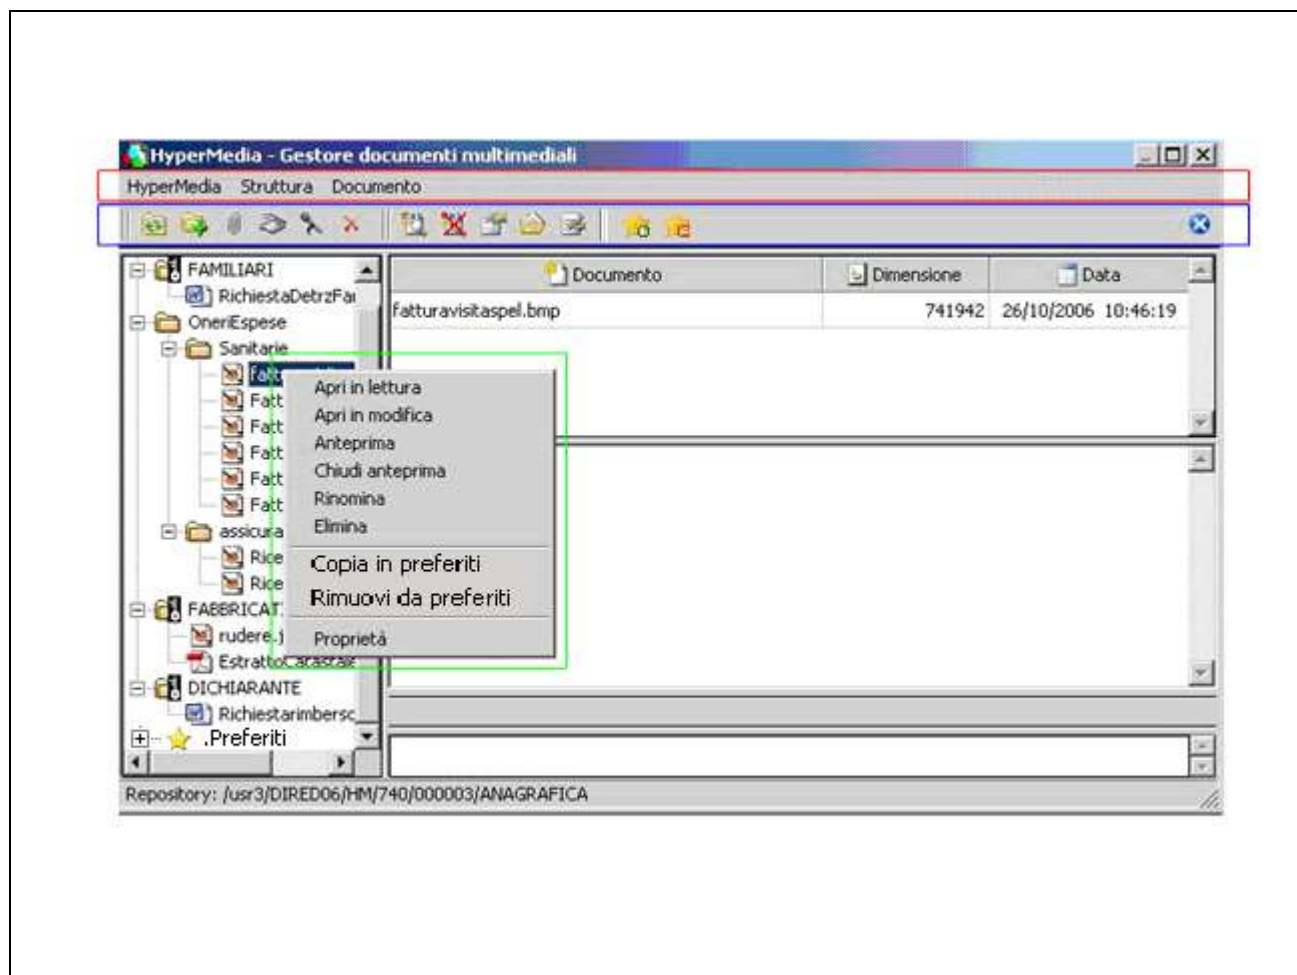 HyperMedia - Gestore documenti multimediali
HyperMedia Struttura Documento
Documento Dimensione Data
fatturavisitaspel.bmp 741942 26/10/2006 10:46:19
FAMILIARI
RichiestaDetrzFar
OneriEspese
Sanitarie
Fatt
Fatt
Fatt
Fatt
Fatt
assicura
Rice
Rice
FABBRICAT
rudere.j
EstrattoCatastale
DICHIARANTE
Richiestarimbersc
.Preferiti
Apri in lettura
Apri in modifica
Anteprima
Chiudi anteprima
Rinomina
Elimina
Copia in preferiti
Rimuovi da preferiti
Proprietà
Repository: /usr3/DIRED06/HM/740/000003/ANAGRAFICA